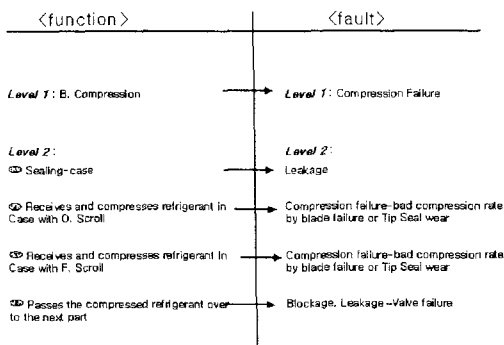 <function> <fault>
Level 1: B. Compression Level 1: Compression Failure
Level 2: Level 2:
Sealing-case Leakage
Receives and compresses refrigerant in Compression failure-bad compression rate
Case with O. Scroll by blade failure or Tip Seal wear
Receives and compresses refrigerant in Compression failure-bad compression rate
Case with F. Scroll by blade failure or Tip Seal wear
Passes the compressed refrigerant over Blockage, Leakage-Valve failure
to the next part